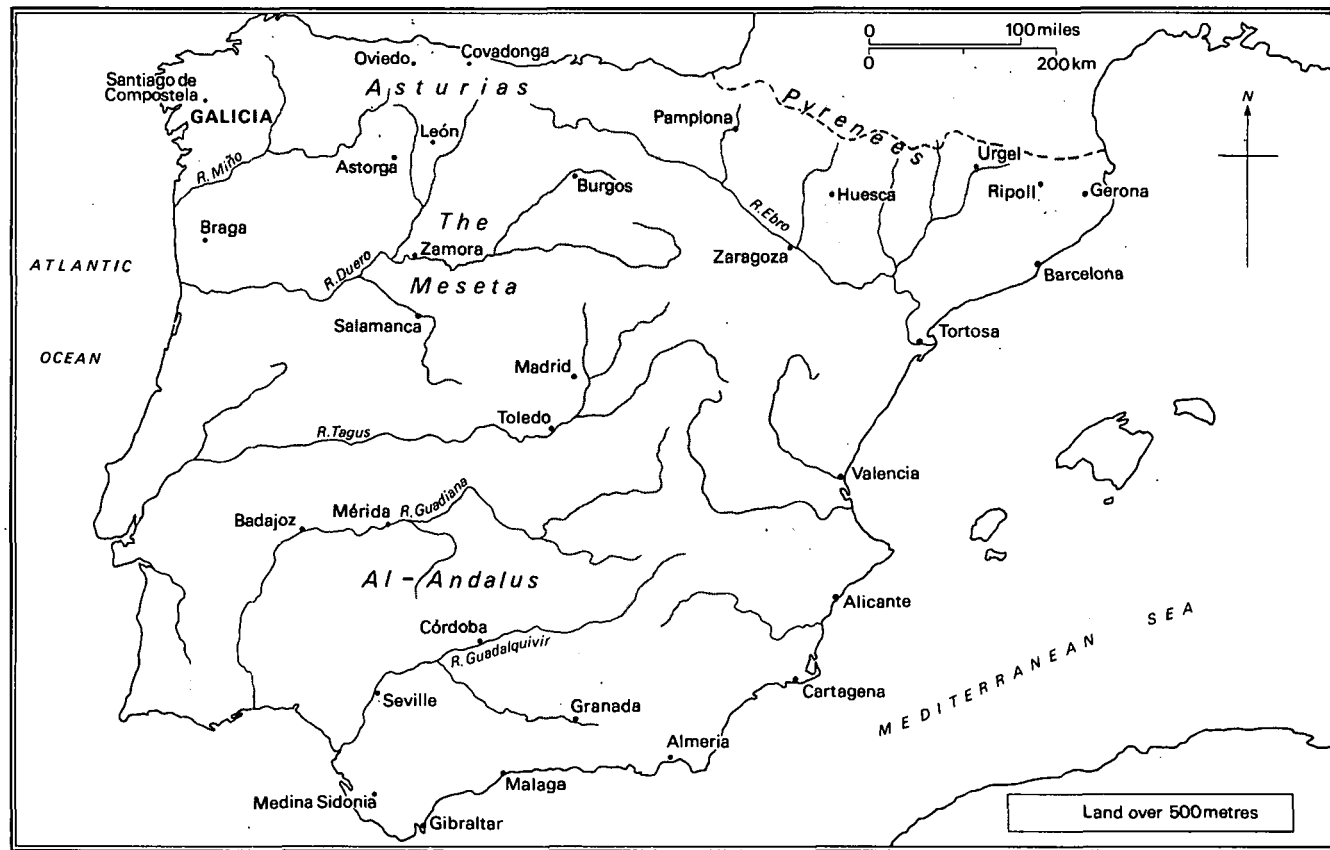 0 100 miles
0 200 km
Oviedo
Covadonga
Asturias
Santiago de
Compostela
GALICIA
León
Astorga
R. Miño
Pamplona
Pyrenees
Urgel
Ripoll
Gerona
Huesca
N
Burgos
R. Ebro
Braga
The
Meseta
Zamora
Zaragoza
Barcelona
ATLANTIC
OCEAN
R. Duero
Salamanca
Tortosa
Madrid
Toledo
R. Tagus
Valencia
Mérida
R. Guadiana
Badajoz
Al-Andalus
Alicante
Córdoba
R. Guadalquivir
MEDITERRANEAN SEA
Seville
Cartagena
Granada
Almeria
Malaga
Medina Sidonia
Gibraltar
Land over 500 metres